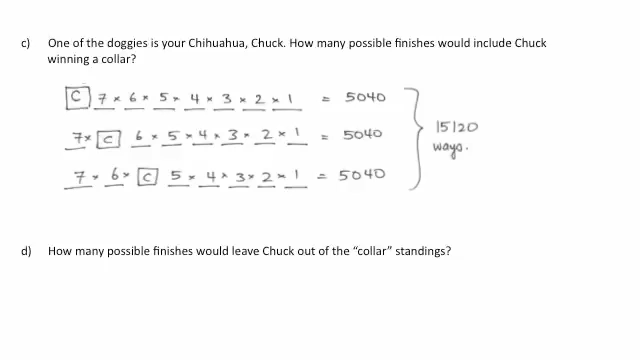 c) One of the doggies is your Chihuahua, Chuck. How many possible finishes would include Chuck
winning a collar?
C 7 × 6 × 5 × 4 × 3 × 2 × 1 = 5040
7 × C 6 × 5 × 4 × 3 × 2 × 1 = 5040
7 × 6 × C 5 × 4 × 3 × 2 × 1 = 5040
15120
ways.
d) How many possible finishes would leave Chuck out of the “collar” standings?